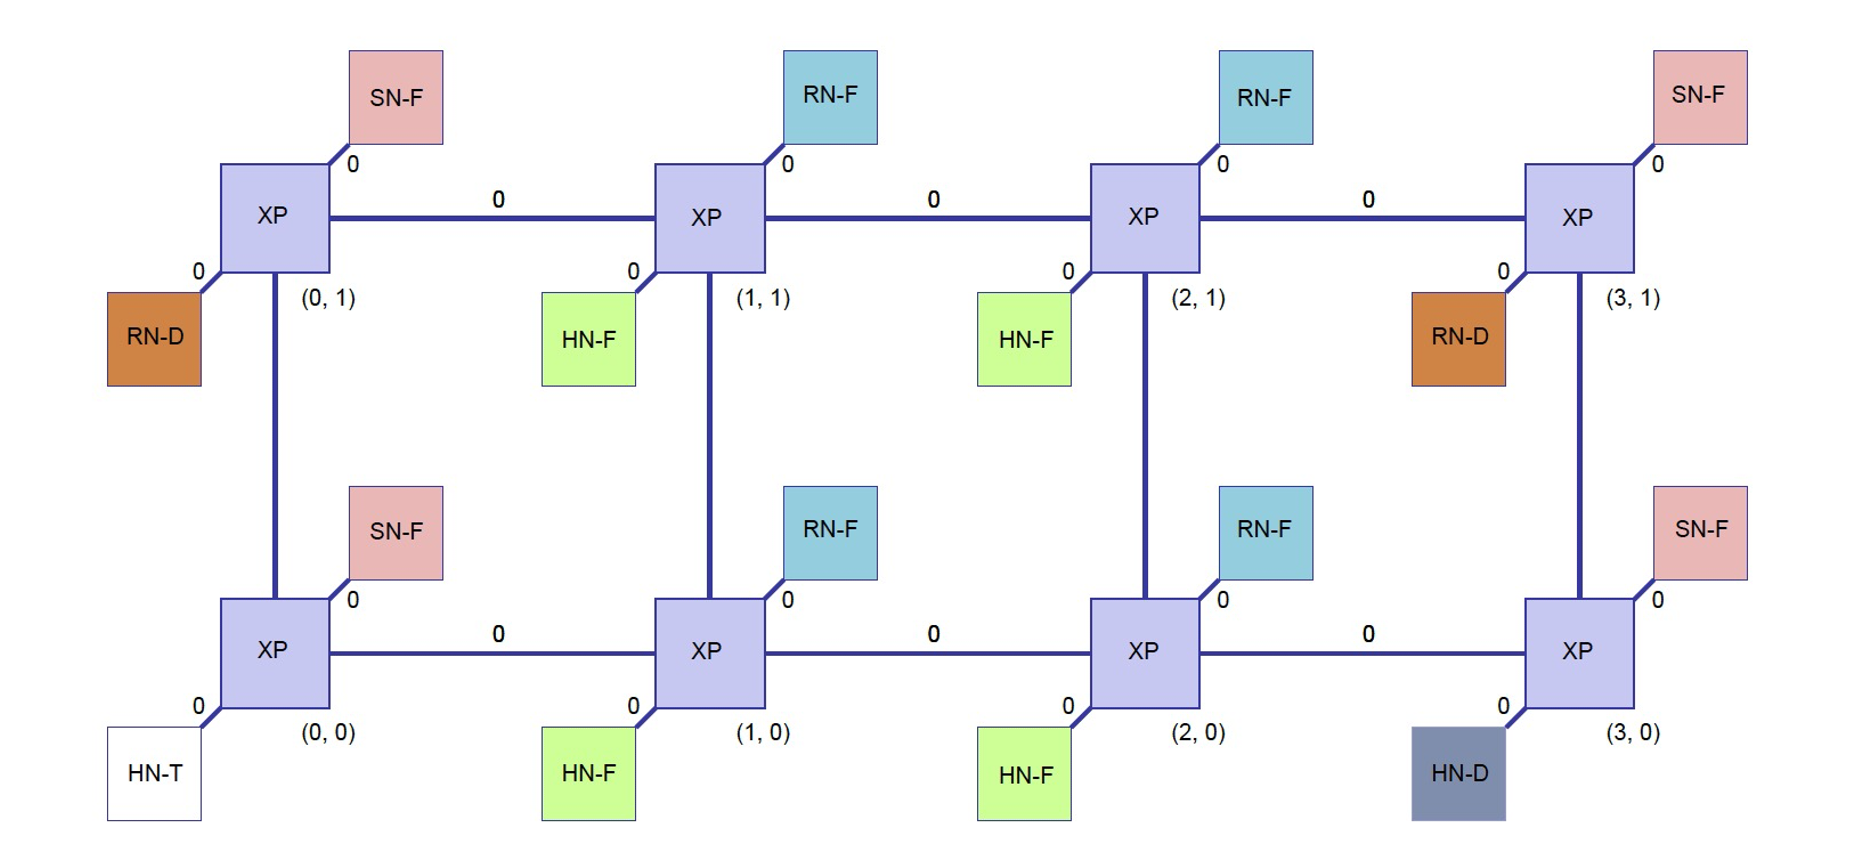 SN-F
RN-F
RN-F
SN-F
0
0
0
0
XP
0
XP
0
XP
0
XP
0
0
0
0
(0, 1)
(1, 1)
(2, 1)
(3, 1)
RN-D
HN-F
HN-F
RN-D
SN-F
RN-F
RN-F
SN-F
0
0
0
0
XP
0
XP
0
XP
0
XP
0
0
0
0
(0, 0)
(1, 0)
(2, 0)
(3, 0)
HN-T
HN-F
HN-F
HN-D